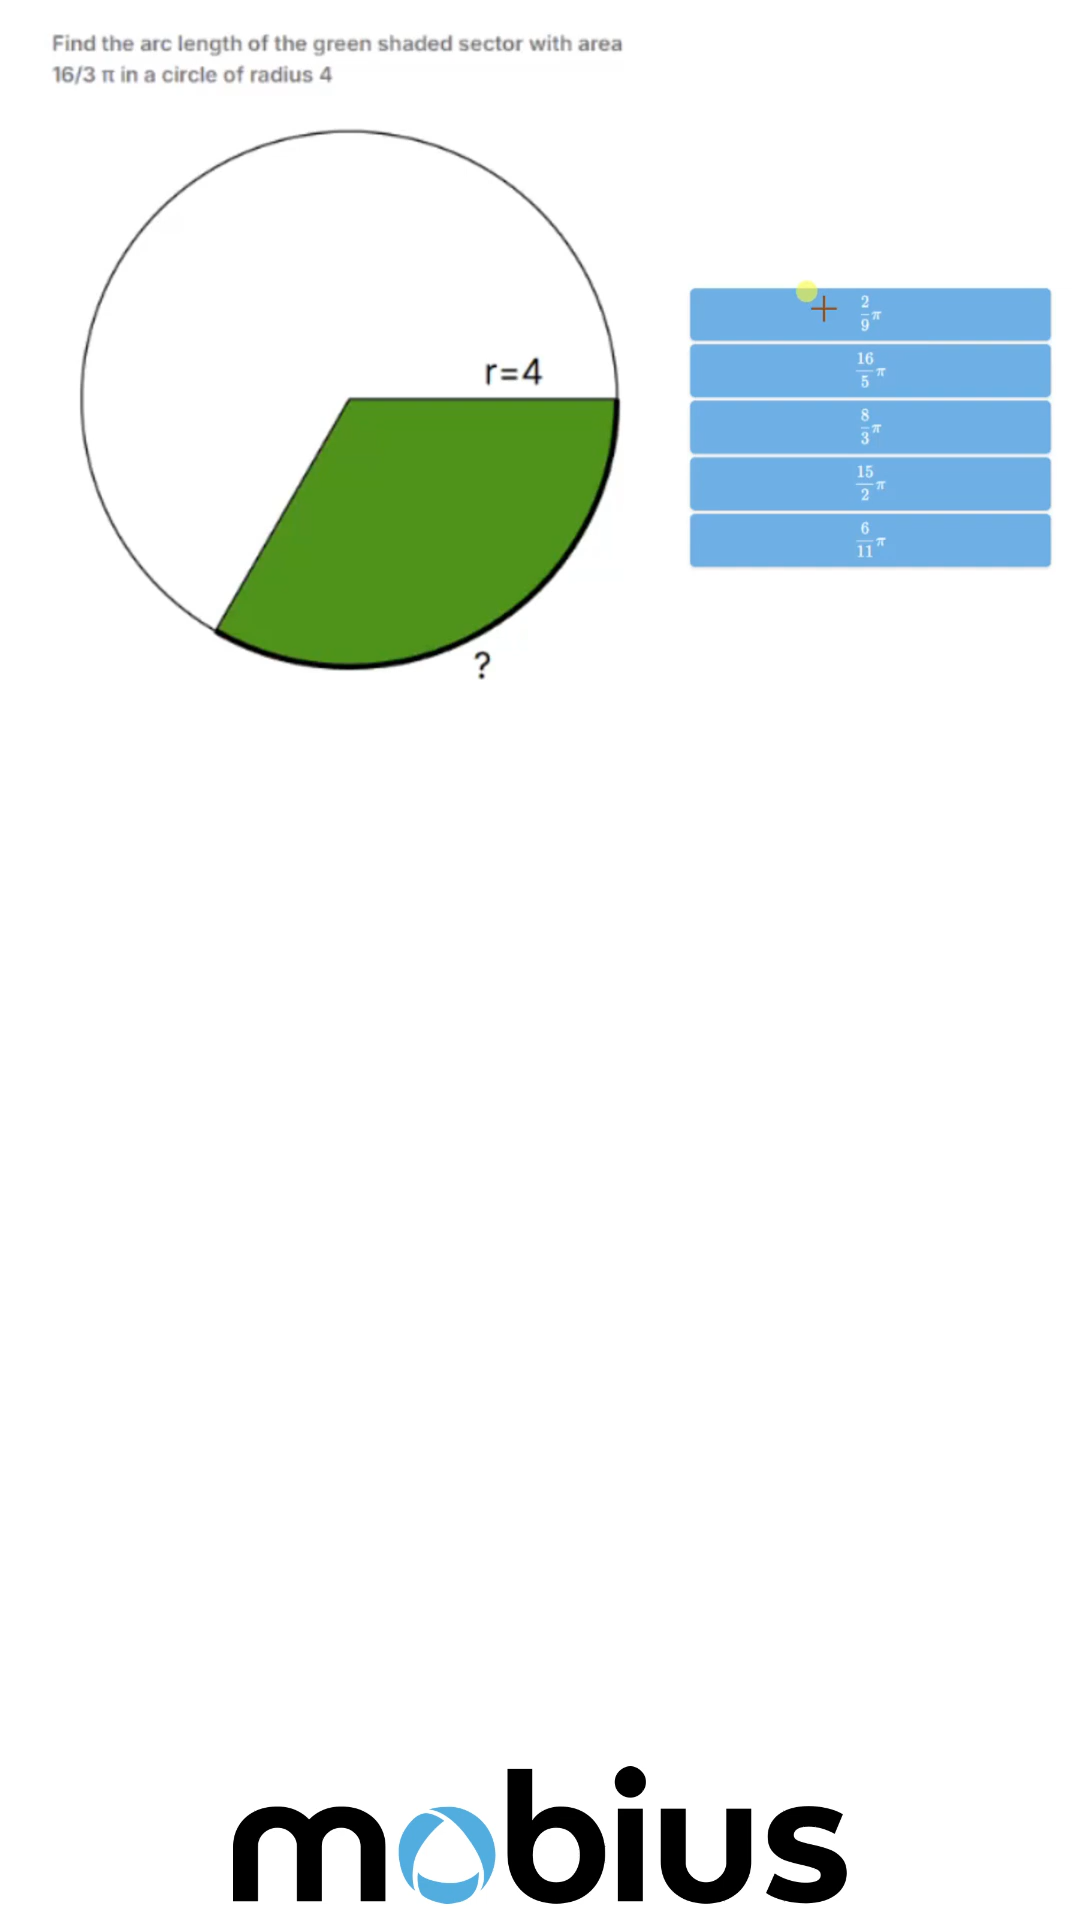 Find the arc length of the green shaded sector with area
16/3 π in a circle of radius 4
r=4
?
2/9 π
16/5 π
8/3 π
15/2 π
6/11 π
mobius